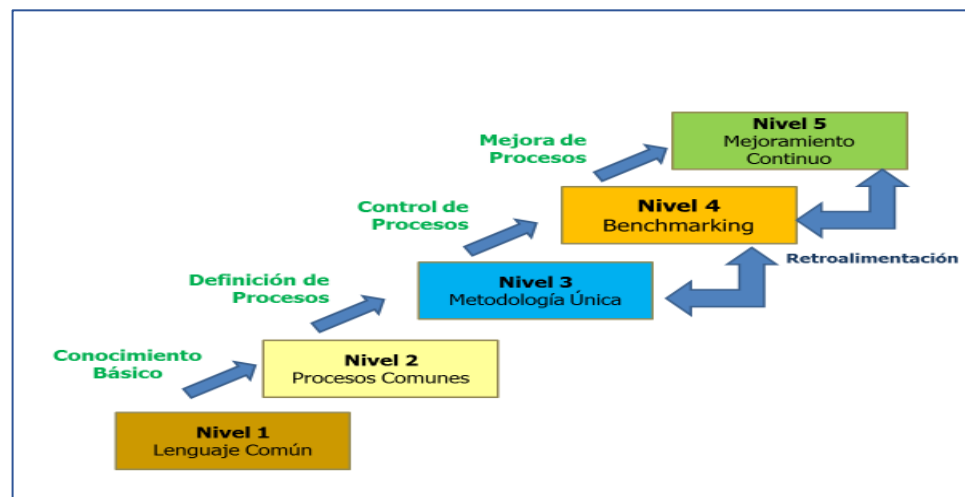 Nivel 5
Mejoramiento
Continuo
Mejora de
Procesos
Nivel 4
Benchmarking
Control de
Procesos
Retroalimentación
Nivel 3
Metodología Única
Definición de
Procesos
Nivel 2
Procesos Comunes
Conocimiento
Básico
Nivel 1
Lenguaje Común